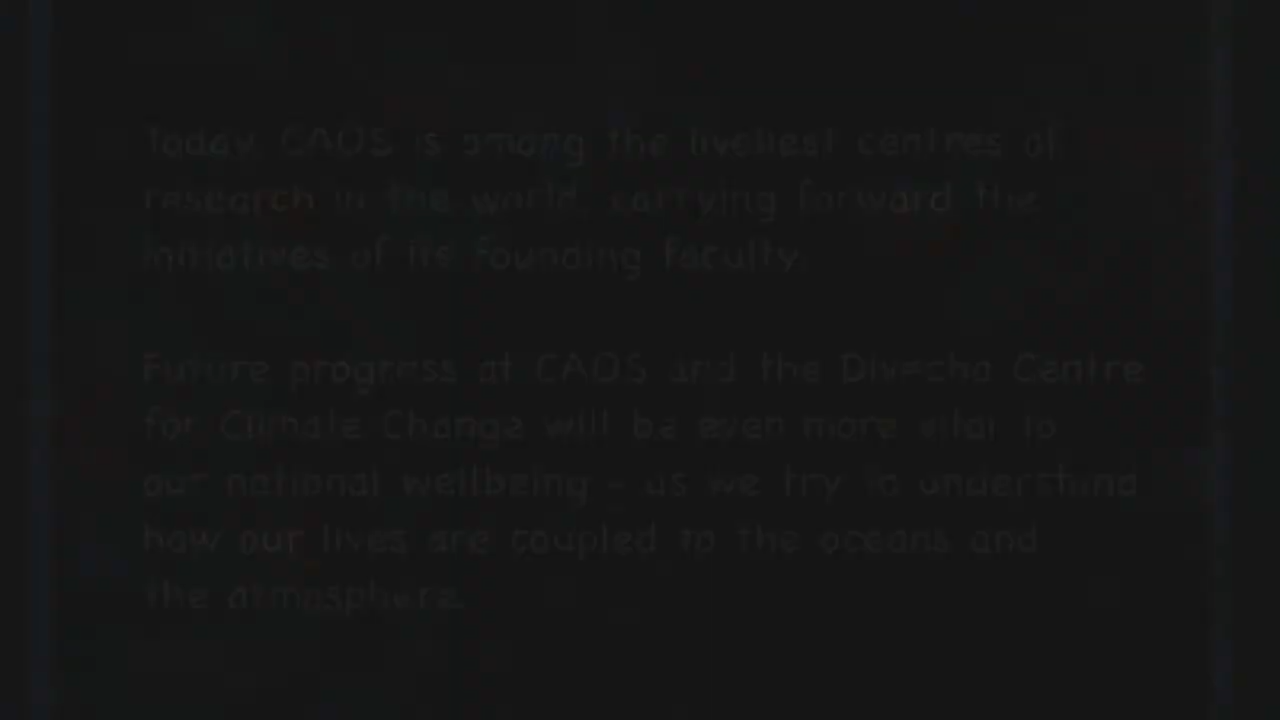 Today, CAOS is among the liveliest centres of
research in the world, carrying forward the
initiatives of its founding faculty.
Future progress at CAOS and the Divecha Centre
for Climate Change will be even more vital to
our national wellbeing - as we try to understand
how our lives are coupled to the oceans and
the atmosphere.